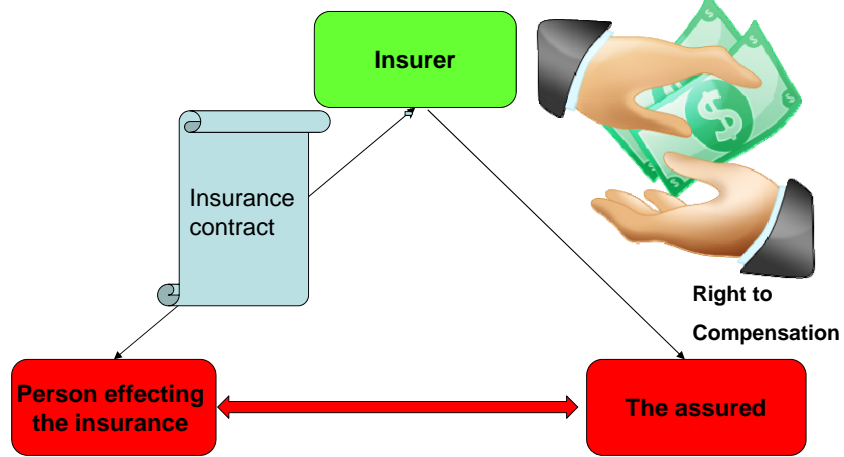 Insurer
Insurance
contract
Right to
Compensation
Person effecting
the insurance
The assured
$
$
$
$